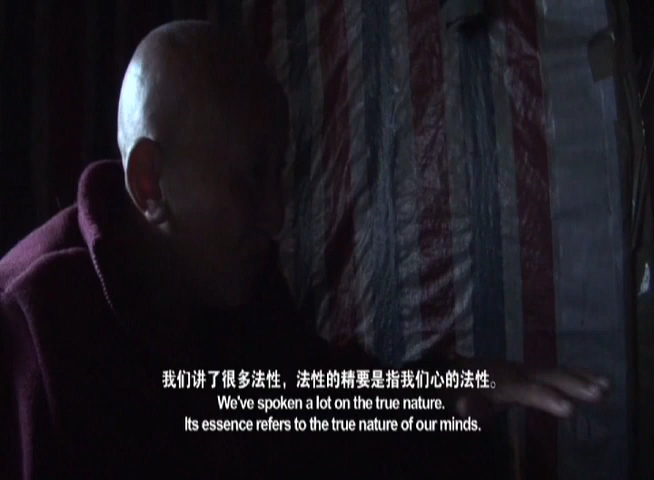 我们讲了很多法性，法性的精要是指我们心的法性。
We've spoken a lot on the true nature.
Its essence refers to the true nature of our minds.